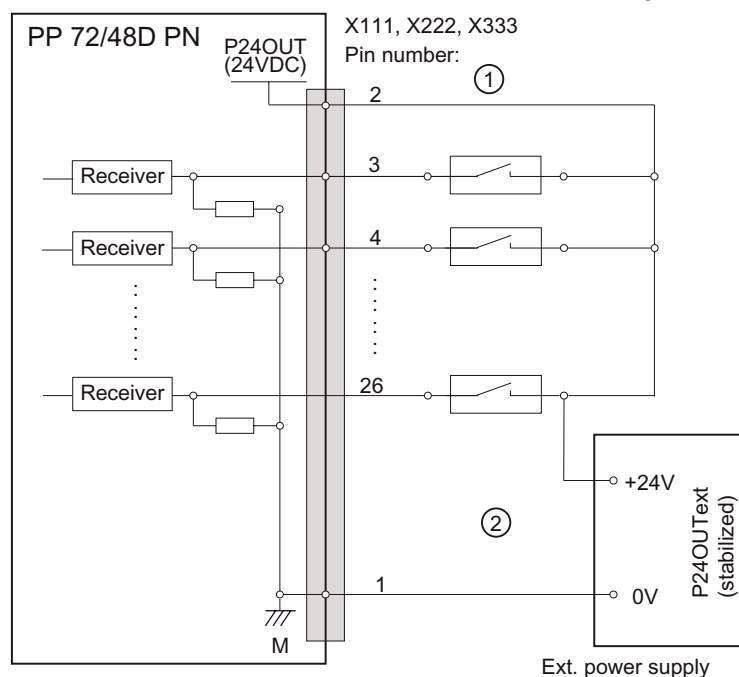 PP 72/48D PN
P24OUT
(24VDC)
X111, X222, X333
Pin number:
1
2
Receiver
3
Receiver
4
Receiver
26
+24V
2
P24OUText
(stabilized)
1
0V
M
Ext. power supply